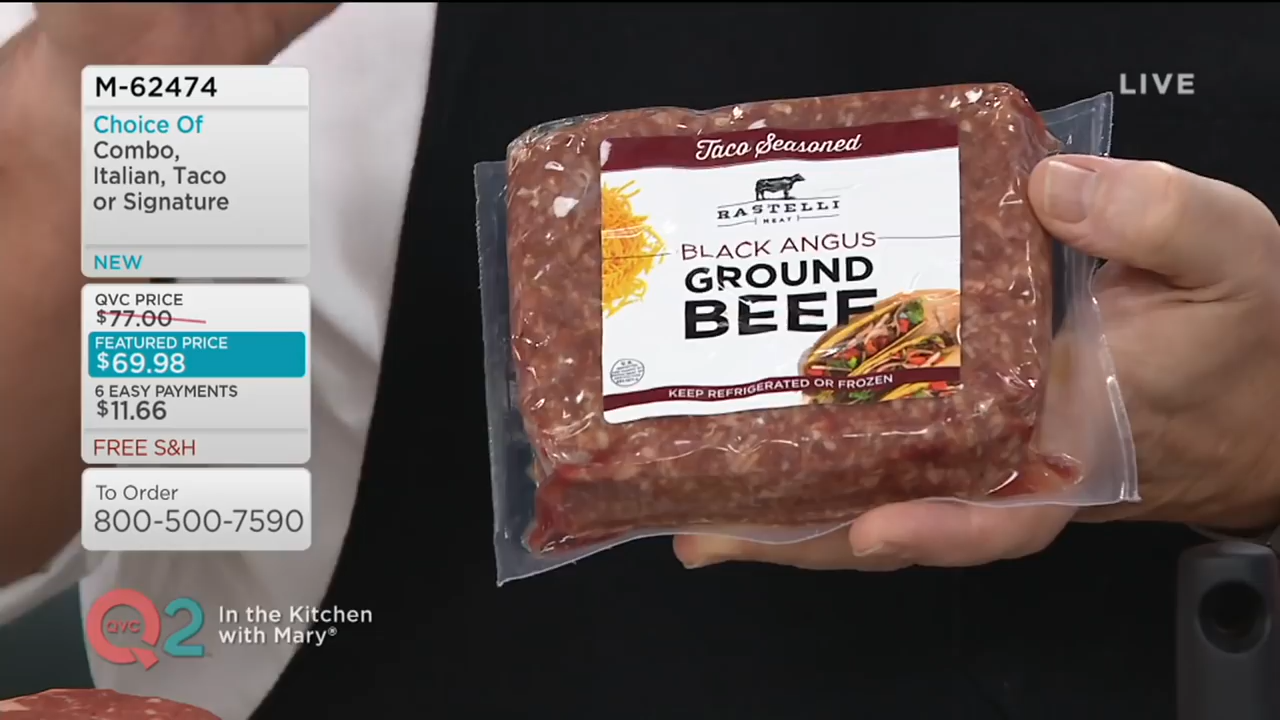 M-62474
Choice Of
Combo,
Italian, Taco
or Signature
NEW
QVC PRICE
$77.00
FEATURED PRICE
$69.98
6 EASY PAYMENTS
$11.66
FREE S&H
To Order
800-500-7590
QVC 2
In the Kitchen
with Mary®
LIVE
Taco Seasoned
RASTELLI
MEAT
BLACK ANGUS
GROUND
BEEF
KEEP REFRIGERATED OR FROZEN